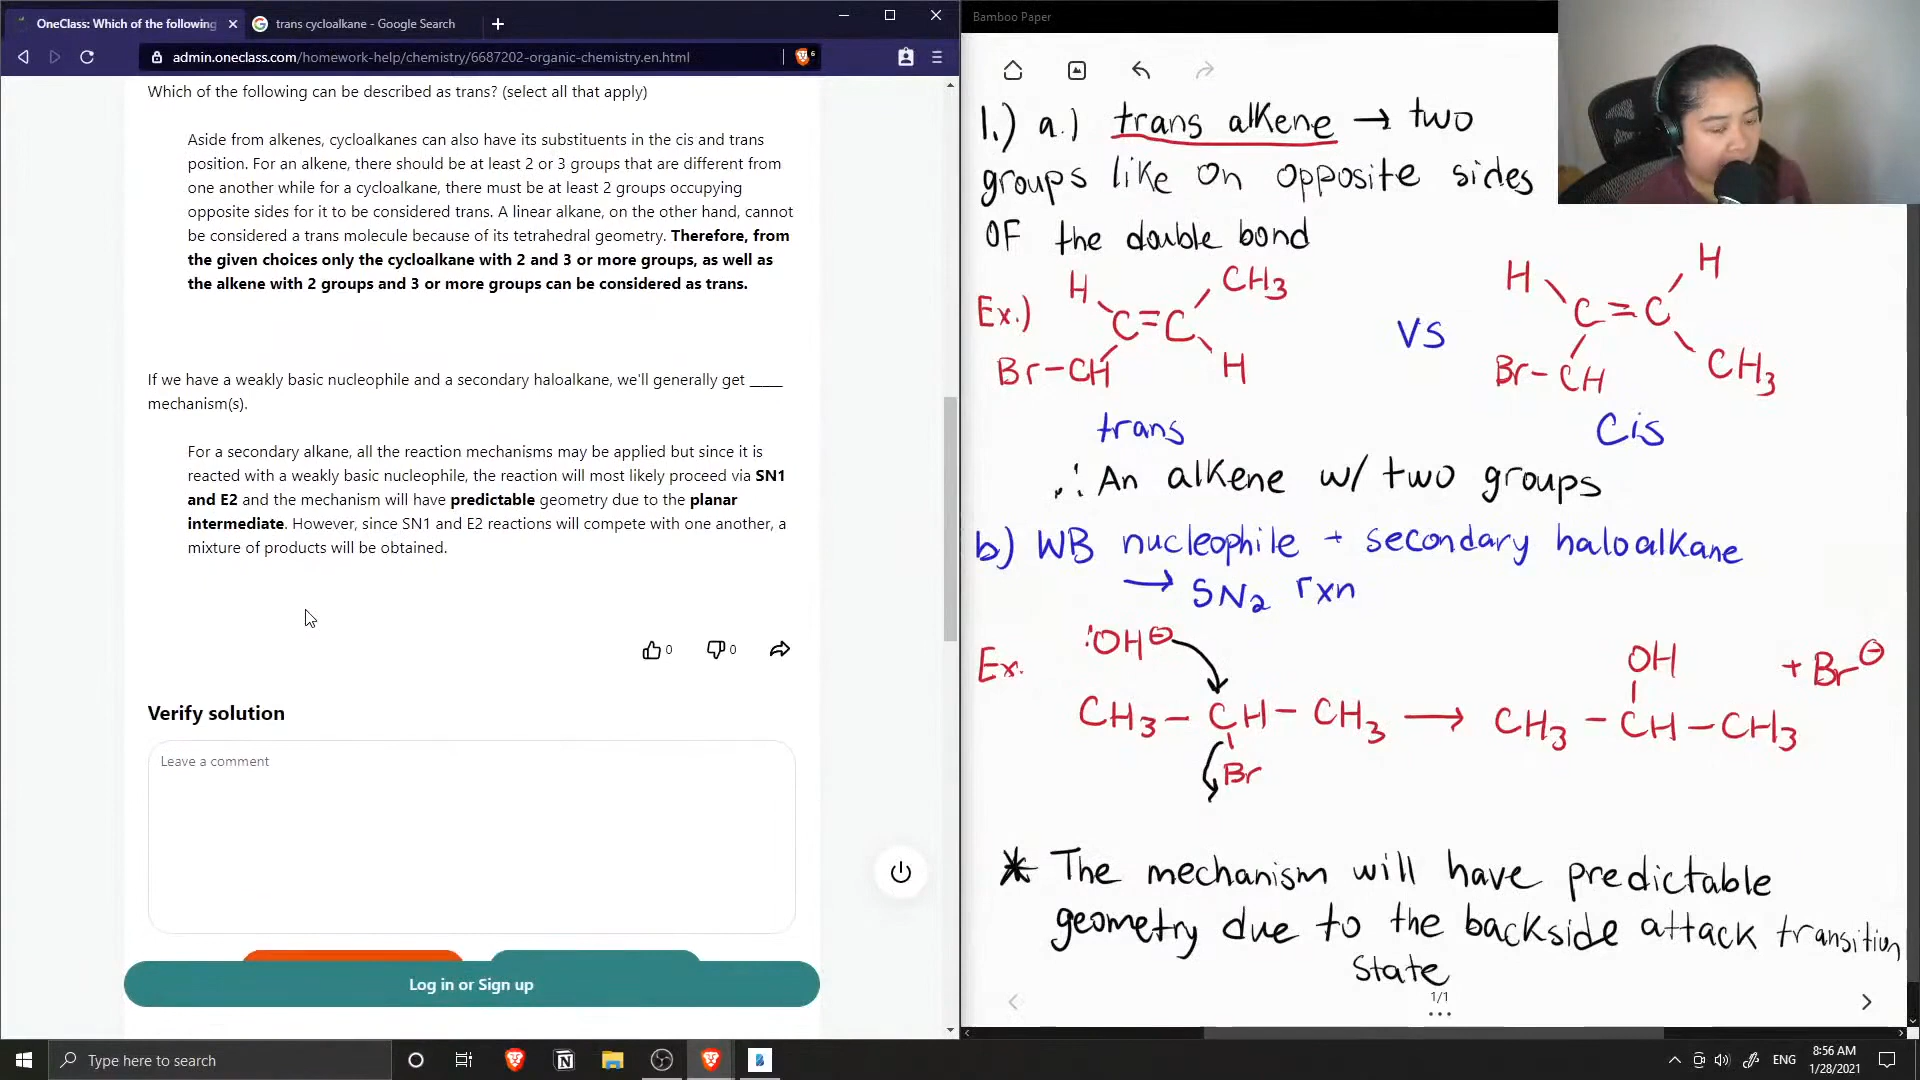 OneClass: Which of the following
trans cycloalkane - Google Search
admin.oneclass.com/homework-help/chemistry/6687202-organic-chemistry.en.html
6
Which of the following can be described as trans? (select all that apply)
Aside from alkenes, cycloalkanes can also have its substituents in the cis and trans
position. For an alkene, there should be at least 2 or 3 groups that are different from
one another while for a cycloalkane, there must be at least 2 groups occupying
opposite sides for it to be considered trans. A linear alkane, on the other hand, cannot
be considered a trans molecule because of its tetrahedral geometry. Therefore, from
the given choices only the cycloalkane with 2 and 3 or more groups, as well as
the alkene with 2 groups and 3 or more groups can be considered as trans.
If we have a weakly basic nucleophile and a secondary haloalkane, we'll generally get _____
mechanism(s).
For a secondary alkane, all the reaction mechanisms may be applied but since it is
reacted with a weakly basic nucleophile, the reaction will most likely proceed via SN1
and E2 and the mechanism will have predictable geometry due to the planar
intermediate. However, since SN1 and E2 reactions will compete with one another, a
mixture of products will be obtained.
0
0
Verify solution
Leave a comment
Log in or Sign up
Bamboo Paper
1.) a.) trans alkene → two
groups like on opposite sides
OF the double bond
Ex.)
H CH3
C=C
Br-CH H
VS
H H
C=C
Br-CH CH3
trans
Cis
∴ An alkene w/ two groups
b) WB nucleophile + secondary haloalkane
→ SN2 rxn
Ex.
:OH⊖
CH3-CH-CH3 →
Br
OH
CH3-CH-CH3
+ Br⊖
* The mechanism will have predictable
geometry due to the backside attack transition
state
1/1
Type here to search
ENG
8:56 AM
1/28/2021